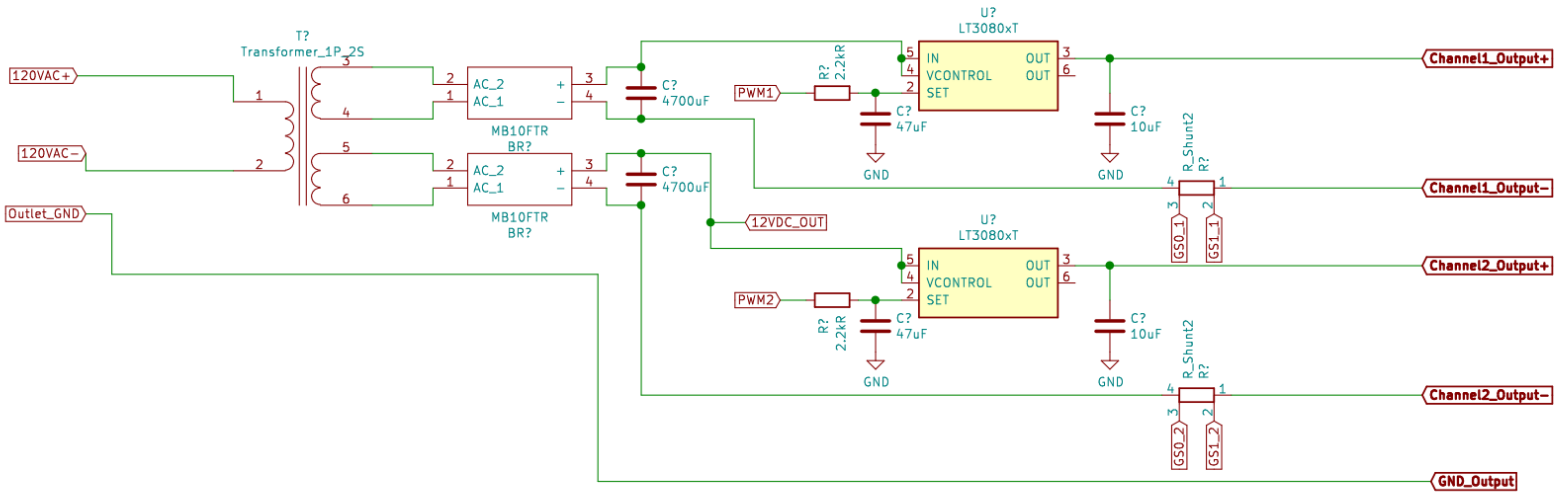 T?
Transformer_1P_2S
120VAC+
120VAC-
Outlet_GND
1
2
3
4
5
6
2 AC_2 + 3
1 AC_1 - 4
MB10FTR
BR?
2 AC_2 + 3
1 AC_1 - 4
MB10FTR
BR?
C?
4700uF
C?
4700uF
12VDC_OUT
PWM1
R?
2.2kR
C?
47uF
GND
U?
LT3080xT
5 IN OUT 3
4 VCONTROL OUT 6
2 SET
C?
10uF
GND
R_Shunt2
R?
4 1
3 2
GS0_1
GS1_1
Channel1_Output+
Channel1_Output-
PWM2
R?
2.2kR
C?
47uF
GND
U?
LT3080xT
5 IN OUT 3
4 VCONTROL OUT 6
2 SET
C?
10uF
GND
R_Shunt2
R?
4 1
3 2
GS0_2
GS1_2
Channel2_Output+
Channel2_Output-
GND_Output